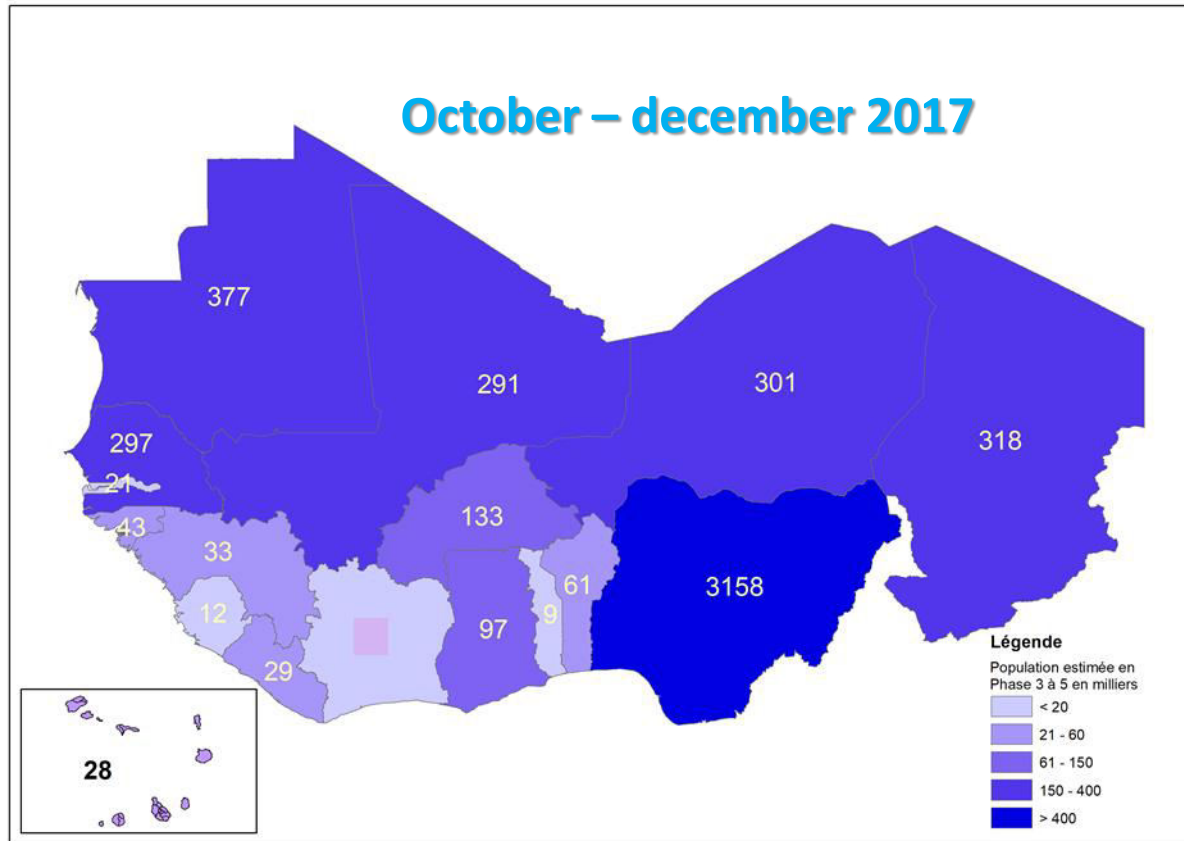 October – december 2017
377
291
301
318
297
21
43
133
33
61
3158
12
9
97
29
28
Légende
Population estimée en
Phase 3 à 5 en milliers
< 20
21 - 60
61 - 150
150 - 400
> 400